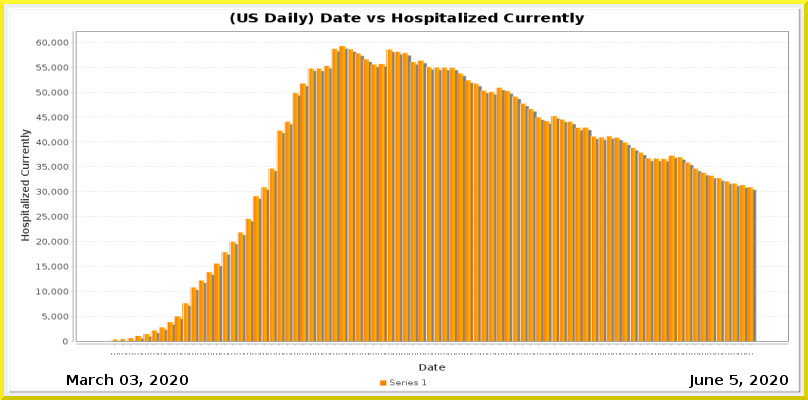 (US Daily) Date vs Hospitalized Currently
60,000
55,000
50,000
45,000
40,000
35,000
30,000
25,000
20,000
15,000
10,000
5,000
0
Hospitalized Currently
Date
March 03, 2020
June 5, 2020
Series 1